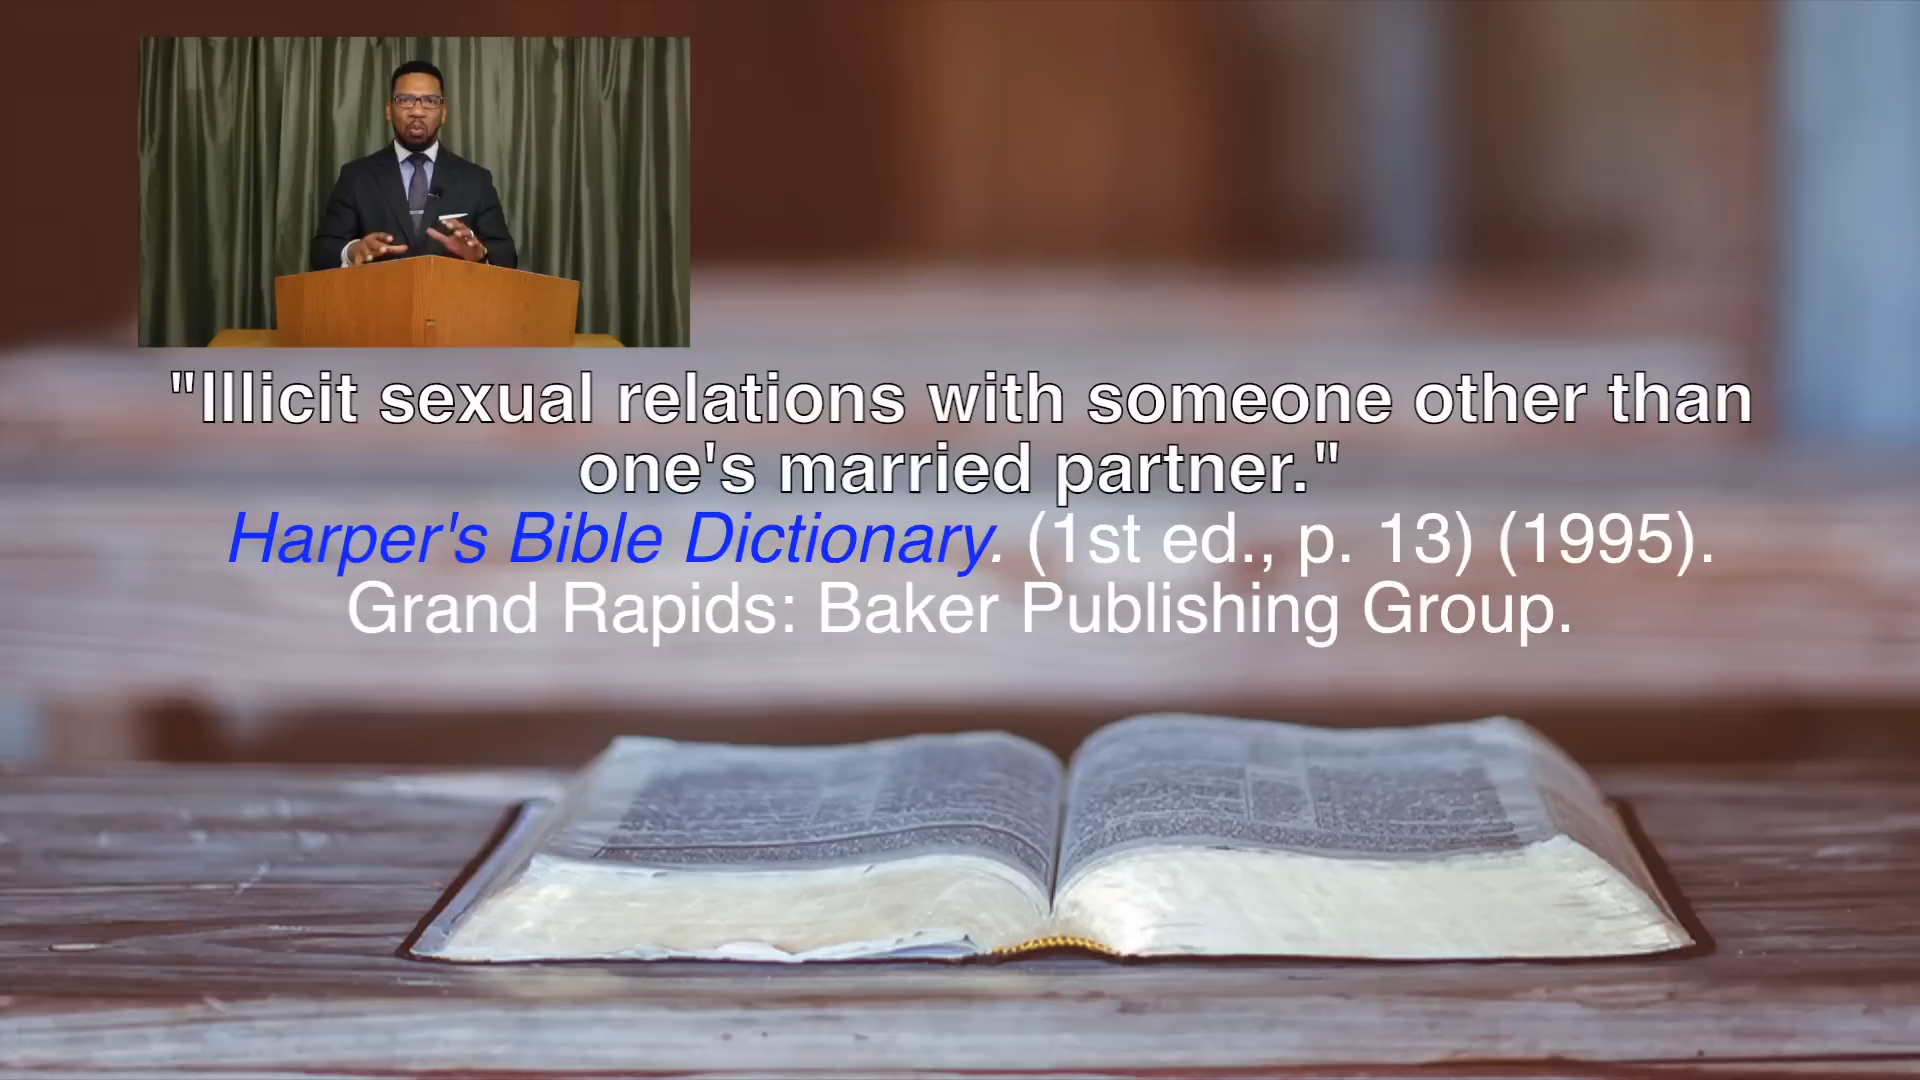 "Illicit sexual relations with someone other than
one's married partner."
Harper's Bible Dictionary. (1st ed., p. 13) (1995).
Grand Rapids: Baker Publishing Group.